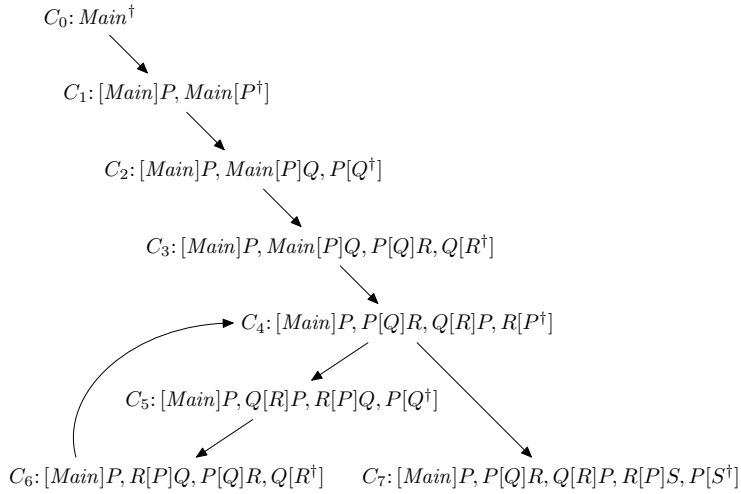 C₀: Main†
C₁: [Main]P, Main[P†]
C₂: [Main]P, Main[P]Q, P[Q†]
C₃: [Main]P, Main[P]Q, P[Q]R, Q[R†]
C₄: [Main]P, P[Q]R, Q[R]P, R[P†]
C₅: [Main]P, Q[R]P, R[P]Q, P[Q†]
C₆: [Main]P, R[P]Q, P[Q]R, Q[R†] C₇: [Main]P, P[Q]R, Q[R]P, R[P]S, P[S†]